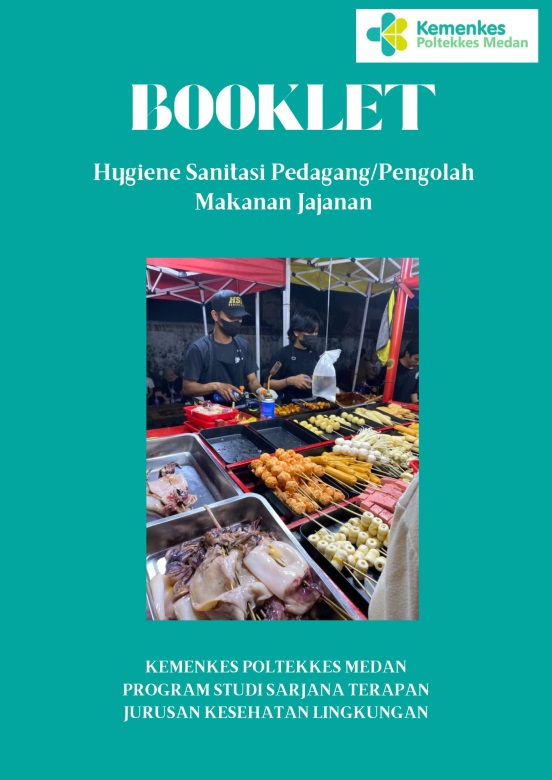 Kemenkes
Poltekkes Medan
BOOKLET
Hygiene Sanitasi Pedagang/Pengolah
Makanan Jajanan
KEMENKES POLTEKKES MEDAN
PROGRAM STUDI SARJANA TERAPAN
JURUSAN KESEHATAN LINGKUNGAN